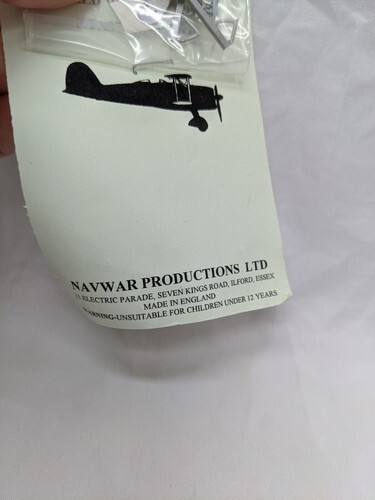 NAVWAR PRODUCTIONS LTD
11 ELECTRIC PARADE, SEVEN KINGS ROAD, ILFORD, ESSEX
MADE IN ENGLAND
WARNING-UNSUITABLE FOR CHILDREN UNDER 12 YEARS